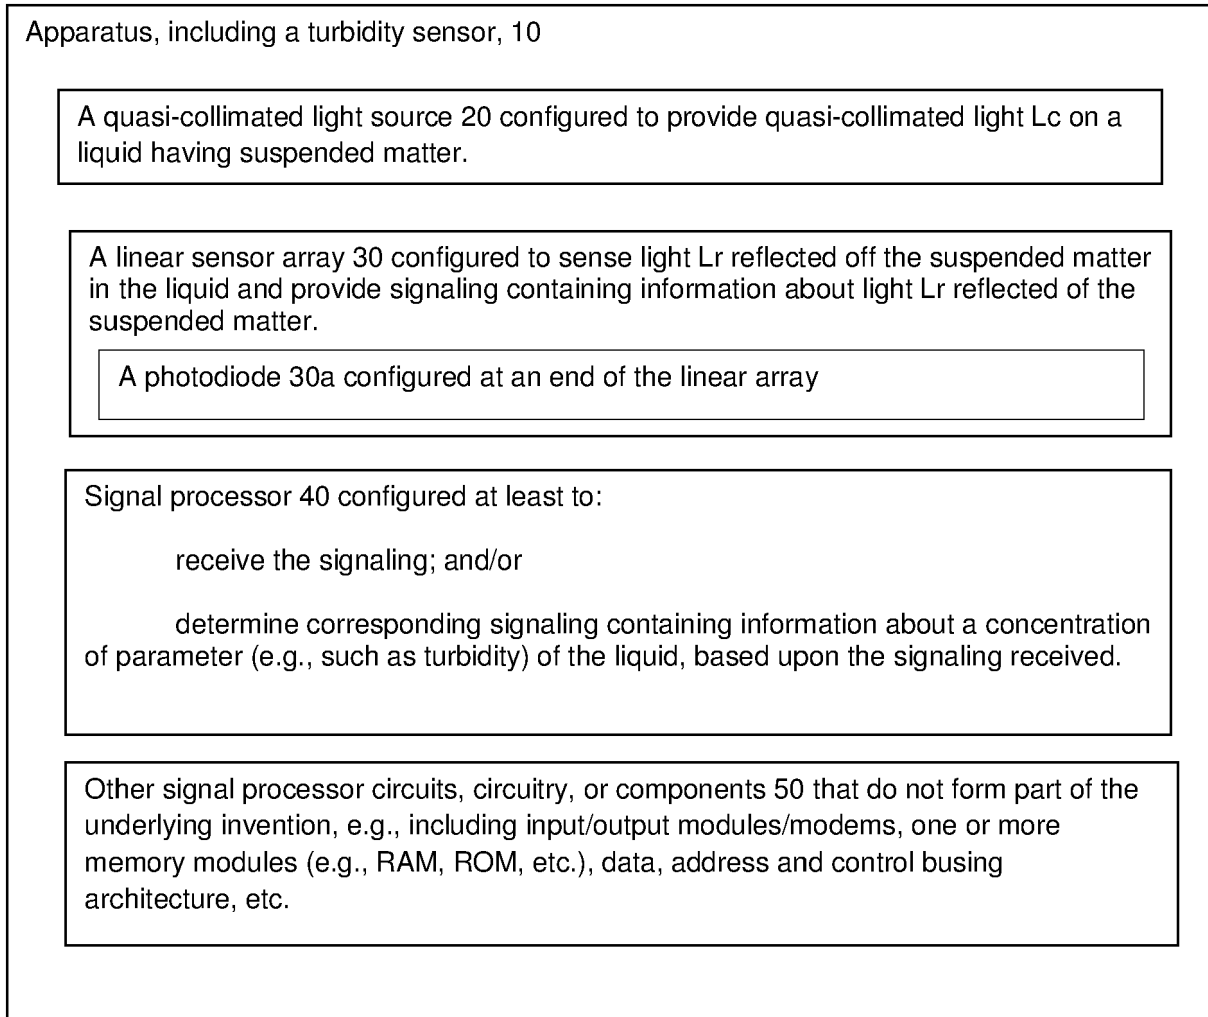 Apparatus, including a turbidity sensor, 10
A quasi-collimated light source 20 configured to provide quasi-collimated light Lc on a
liquid having suspended matter.
A linear sensor array 30 configured to sense light Lr reflected off the suspended matter
in the liquid and provide signaling containing information about light Lr reflected of the
suspended matter.
A photodiode 30a configured at an end of the linear array
Signal processor 40 configured at least to:
receive the signaling; and/or
determine corresponding signaling containing information about a concentration
of parameter (e.g., such as turbidity) of the liquid, based upon the signaling received.
Other signal processor circuits, circuitry, or components 50 that do not form part of the
underlying invention, e.g., including input/output modules/modems, one or more
memory modules (e.g., RAM, ROM, etc.), data, address and control busing
architecture, etc.